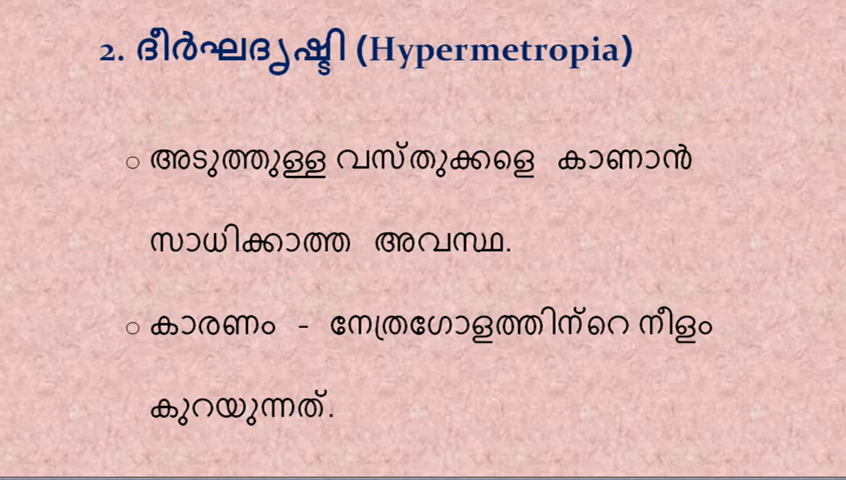 2. ദീർഘദൃഷ്ടി (Hypermetropia)
○ അടുത്തുള്ള വസ്തുക്കളെ കാണാൻ
സാധിക്കാത്ത അവസ്ഥ.
○ കാരണം - നേത്രഗോളത്തിന്റെ നീളം
കുറയുന്നത്.